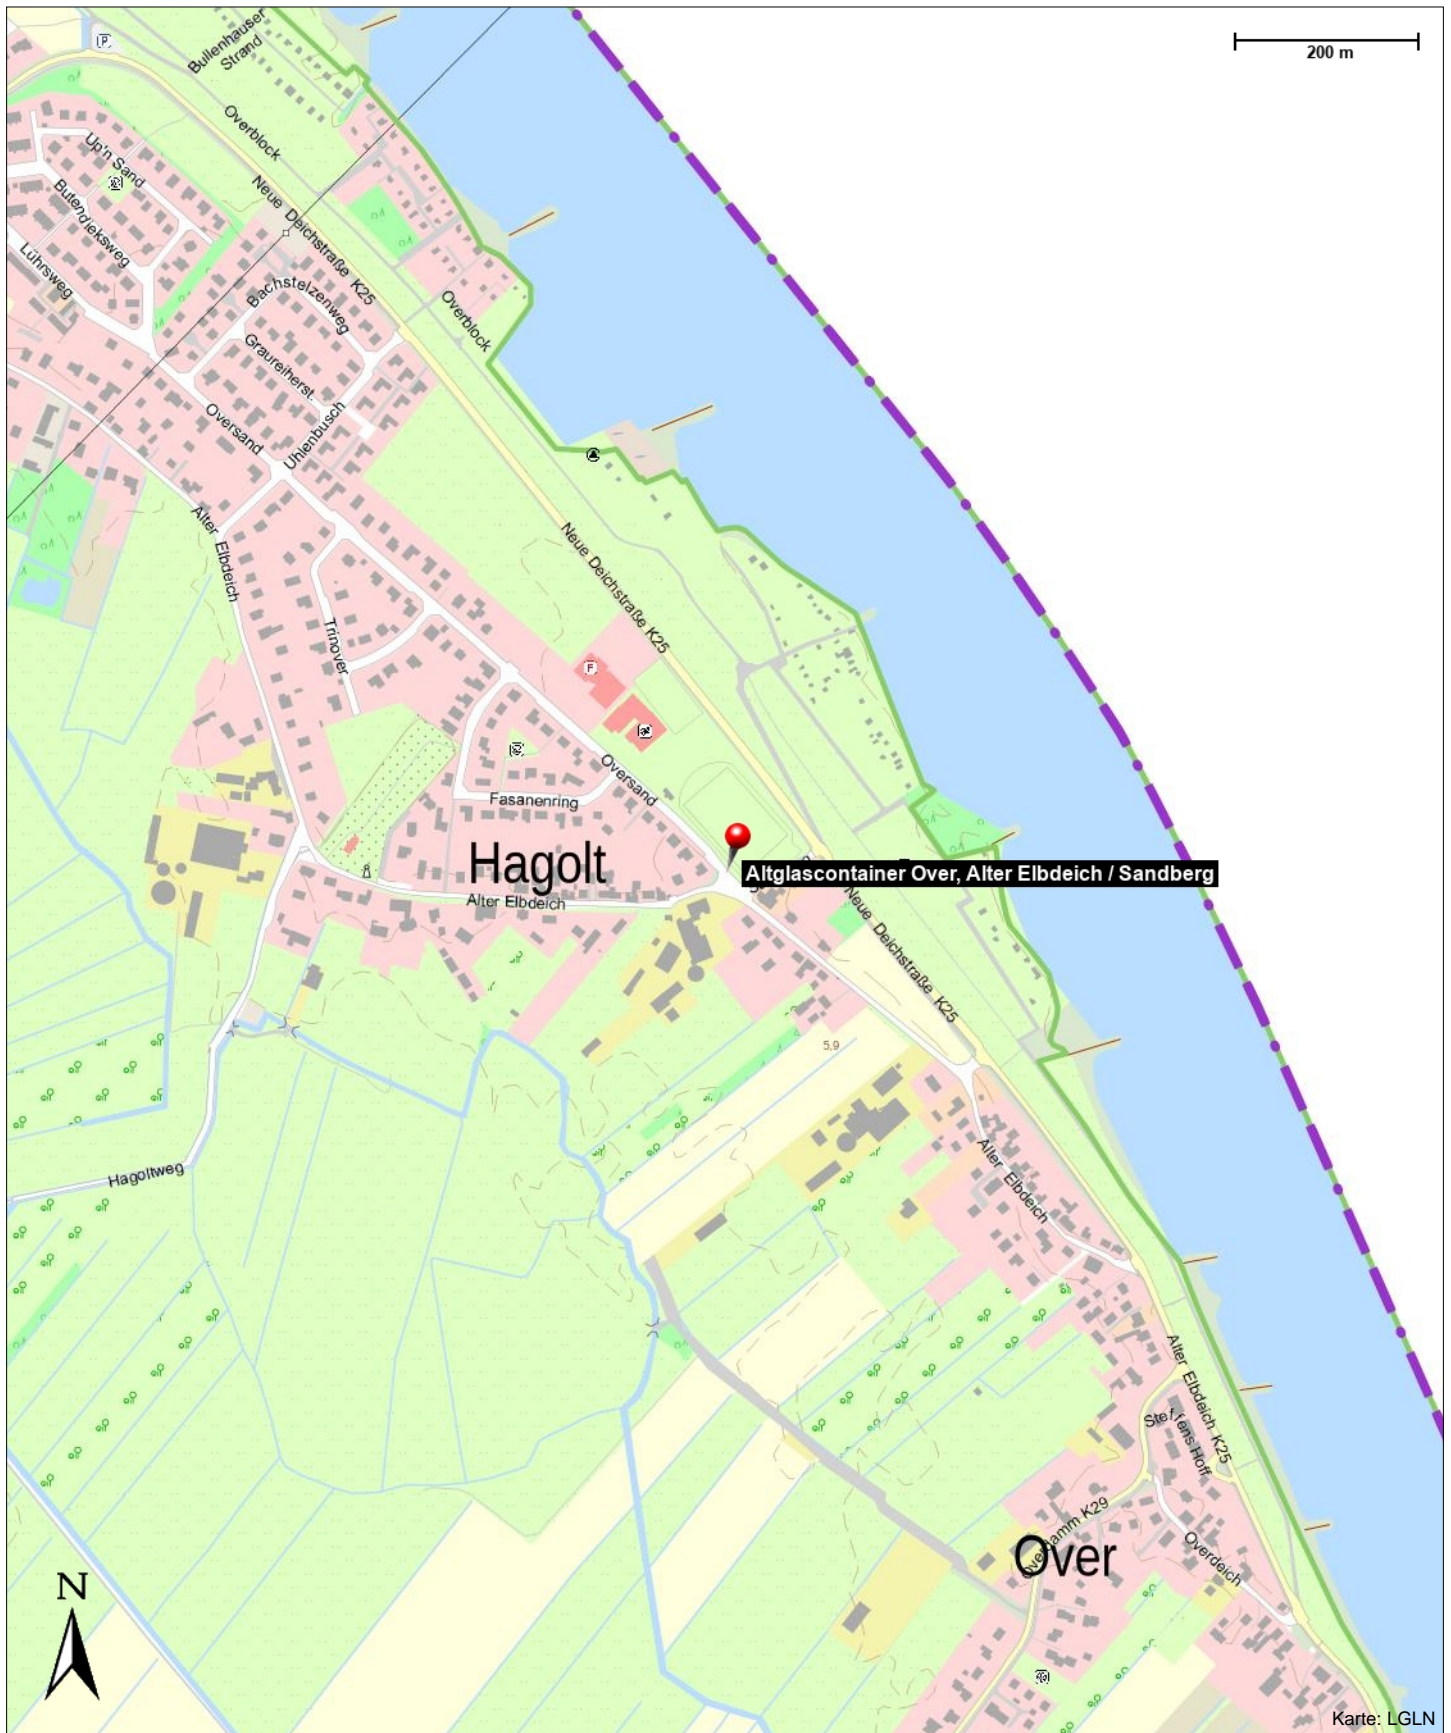 200 m
P
Bullenhauser
Strand
Overblock
Up'n Sand
Butendieksweg
Lührsweg
Neue Deichstraße K25
Bachstelzenweg
Graureiherst.
Overblock
Oversand
Uhlenbusch
Alter Elbdeich
Trinover
Neue Deichstraße K25
F
Oversand
Fasanenring
Hagolt
Alter Elbdeich
Altglascontainer Over, Alter Elbdeich / Sandberg
Neue Deichstraße K25
5,9
Hagoltweg
Alter Elbdeich
Alter Elbdeich K25
Steffens Hoff
Over
Overdeich
N
Karte: LGLN